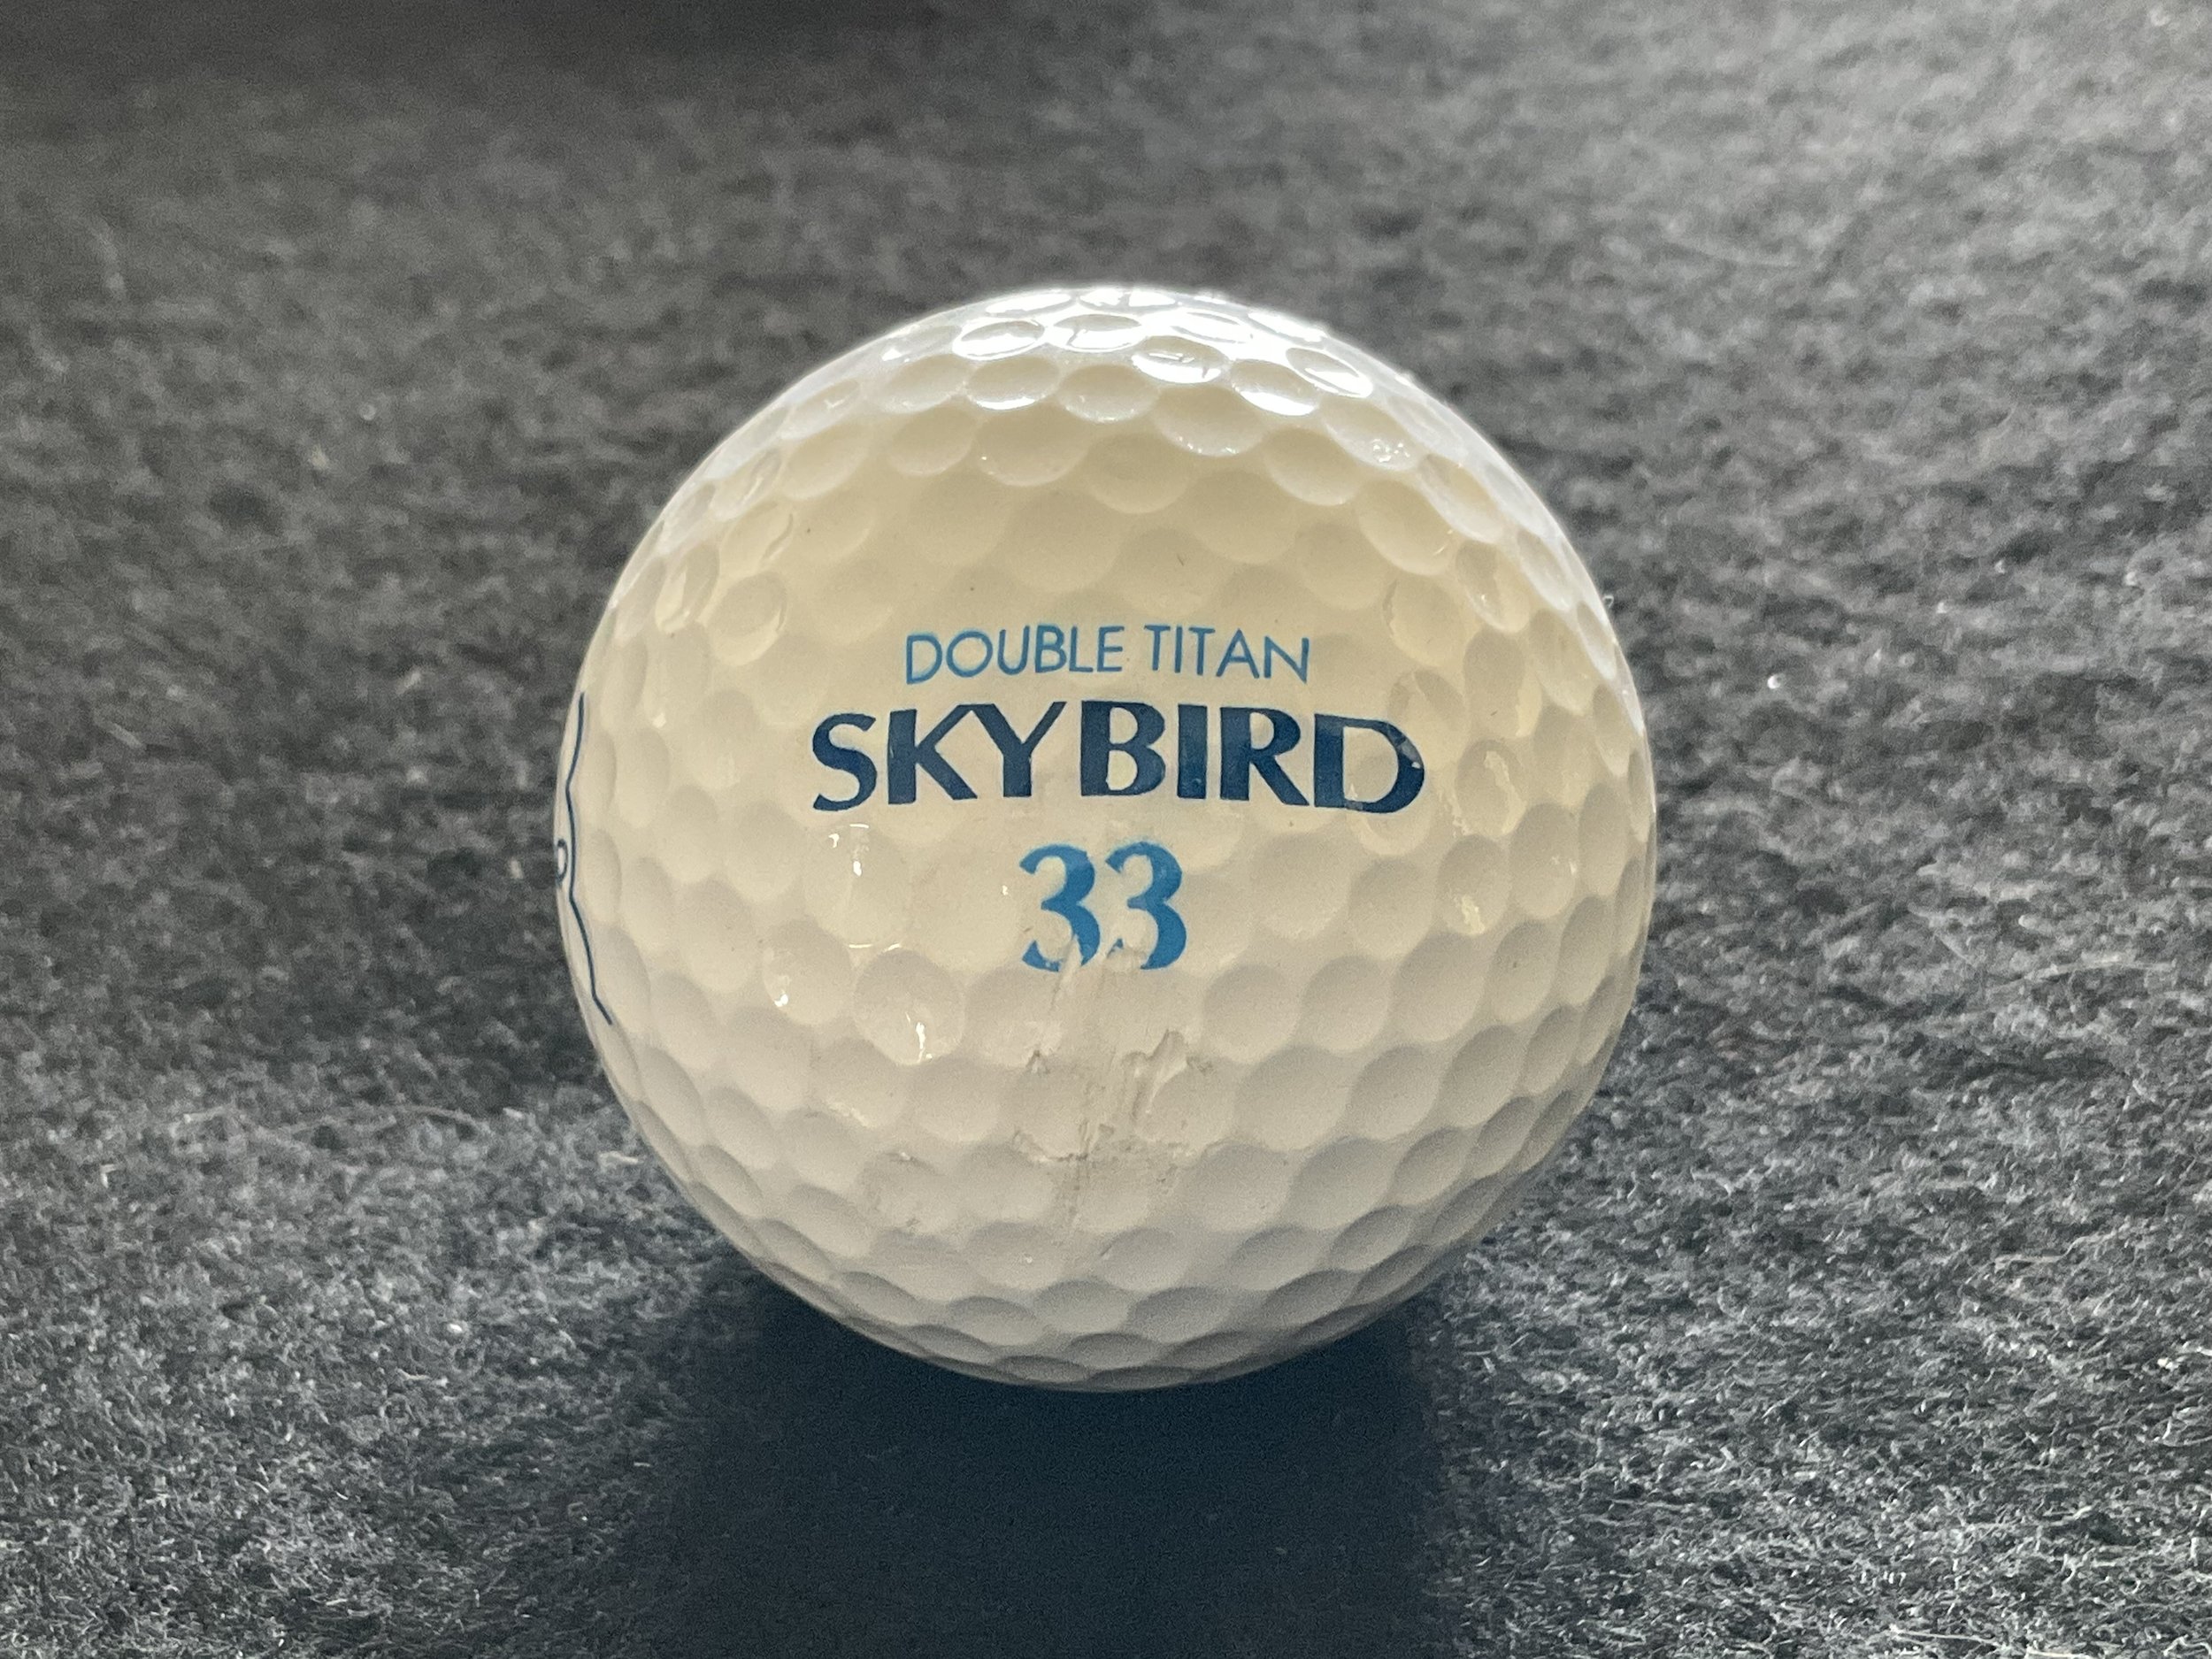 DOUBLE TITAN
SKYBIRD
33